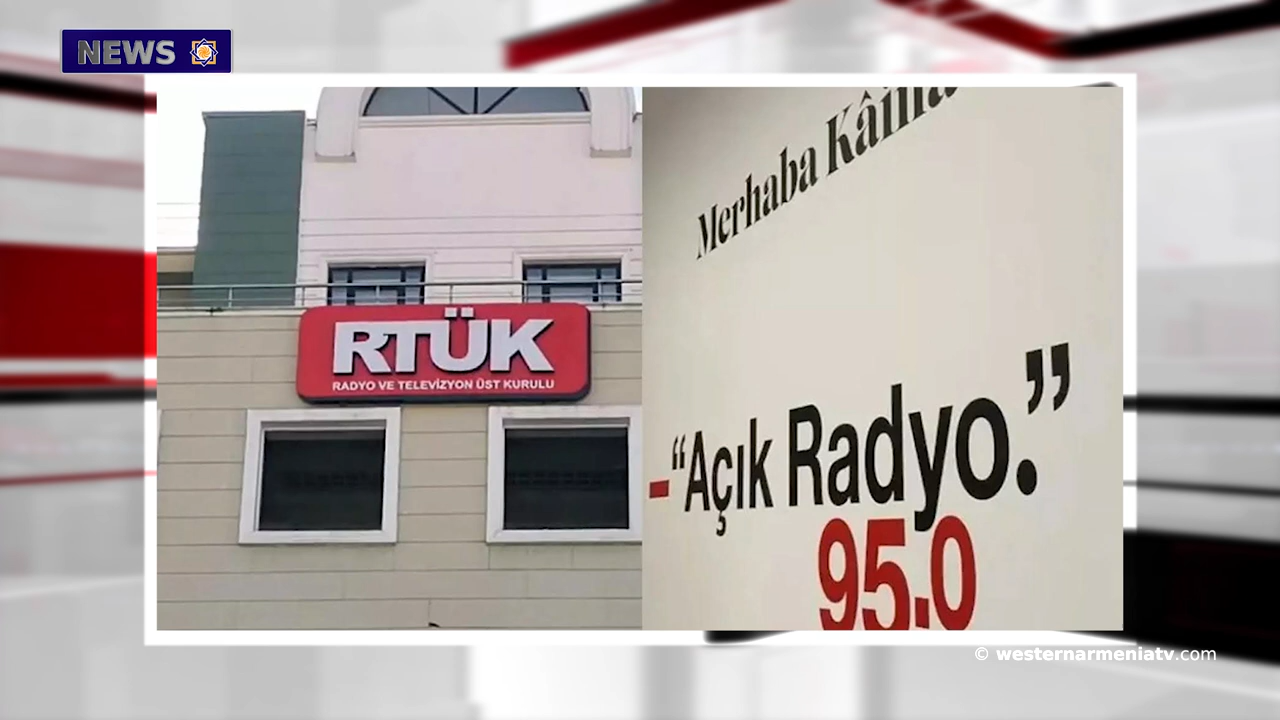 NEWS
RTÜK
RADYO VE TELEVİZYON ÜST KURULU
Merhaba
–“Açık Radyo.”
95.0
© westernarmeniatv.com